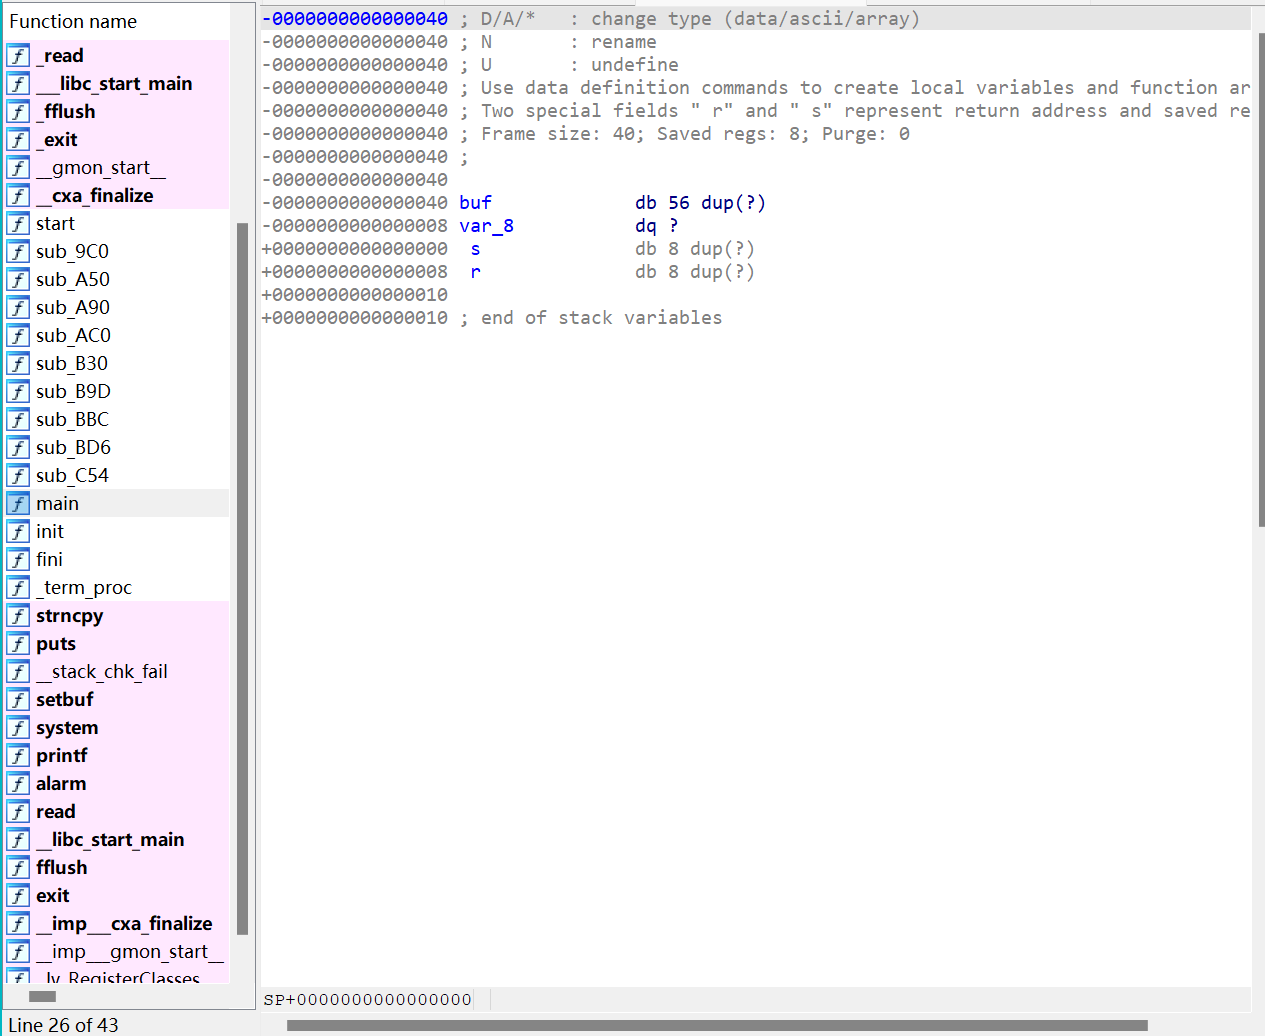 Function name
_read
___libc_start_main
_fflush
_exit
__gmon_start__
__cxa_finalize
start
sub_9C0
sub_A50
sub_A90
sub_AC0
sub_B30
sub_B9D
sub_BBC
sub_BD6
sub_C54
main
init
fini
_term_proc
strncpy
puts
__stack_chk_fail
setbuf
system
printf
alarm
read
__libc_start_main
fflush
exit
__imp___cxa_finalize
__imp___gmon_start__
Line 26 of 43
-0000000000000040 ; D/A/* : change type (data/ascii/array)
-0000000000000040 ; N : rename
-0000000000000040 ; U : undefine
-0000000000000040 ; Use data definition commands to create local variables and function ar
-0000000000000040 ; Two special fields " r" and " s" represent return address and saved re
-0000000000000040 ; Frame size: 40; Saved regs: 8; Purge: 0
-0000000000000040 ;
-0000000000000040
-0000000000000040 buf db 56 dup(?)
-0000000000000008 var_8 dq ?
+0000000000000000 s db 8 dup(?)
+0000000000000008 r db 8 dup(?)
+0000000000000010
+0000000000000010 ; end of stack variables
SP+0000000000000000